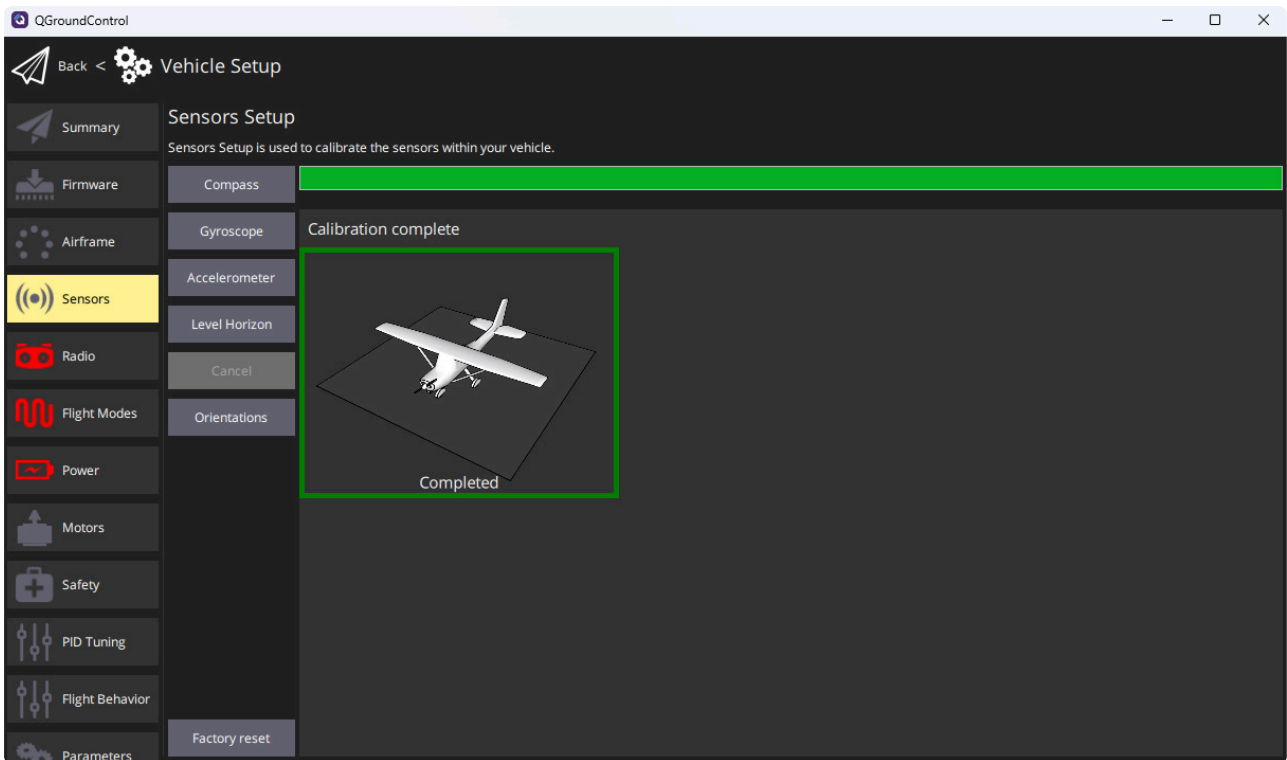 QGroundControl
Back < Vehicle Setup
Summary
Firmware
Airframe
Sensors
Radio
Flight Modes
Power
Motors
Safety
PID Tuning
Flight Behavior
Parameters
Sensors Setup
Sensors Setup is used to calibrate the sensors within your vehicle.
Compass
Gyroscope
Accelerometer
Level Horizon
Cancel
Orientations
Factory reset
Calibration complete
Completed